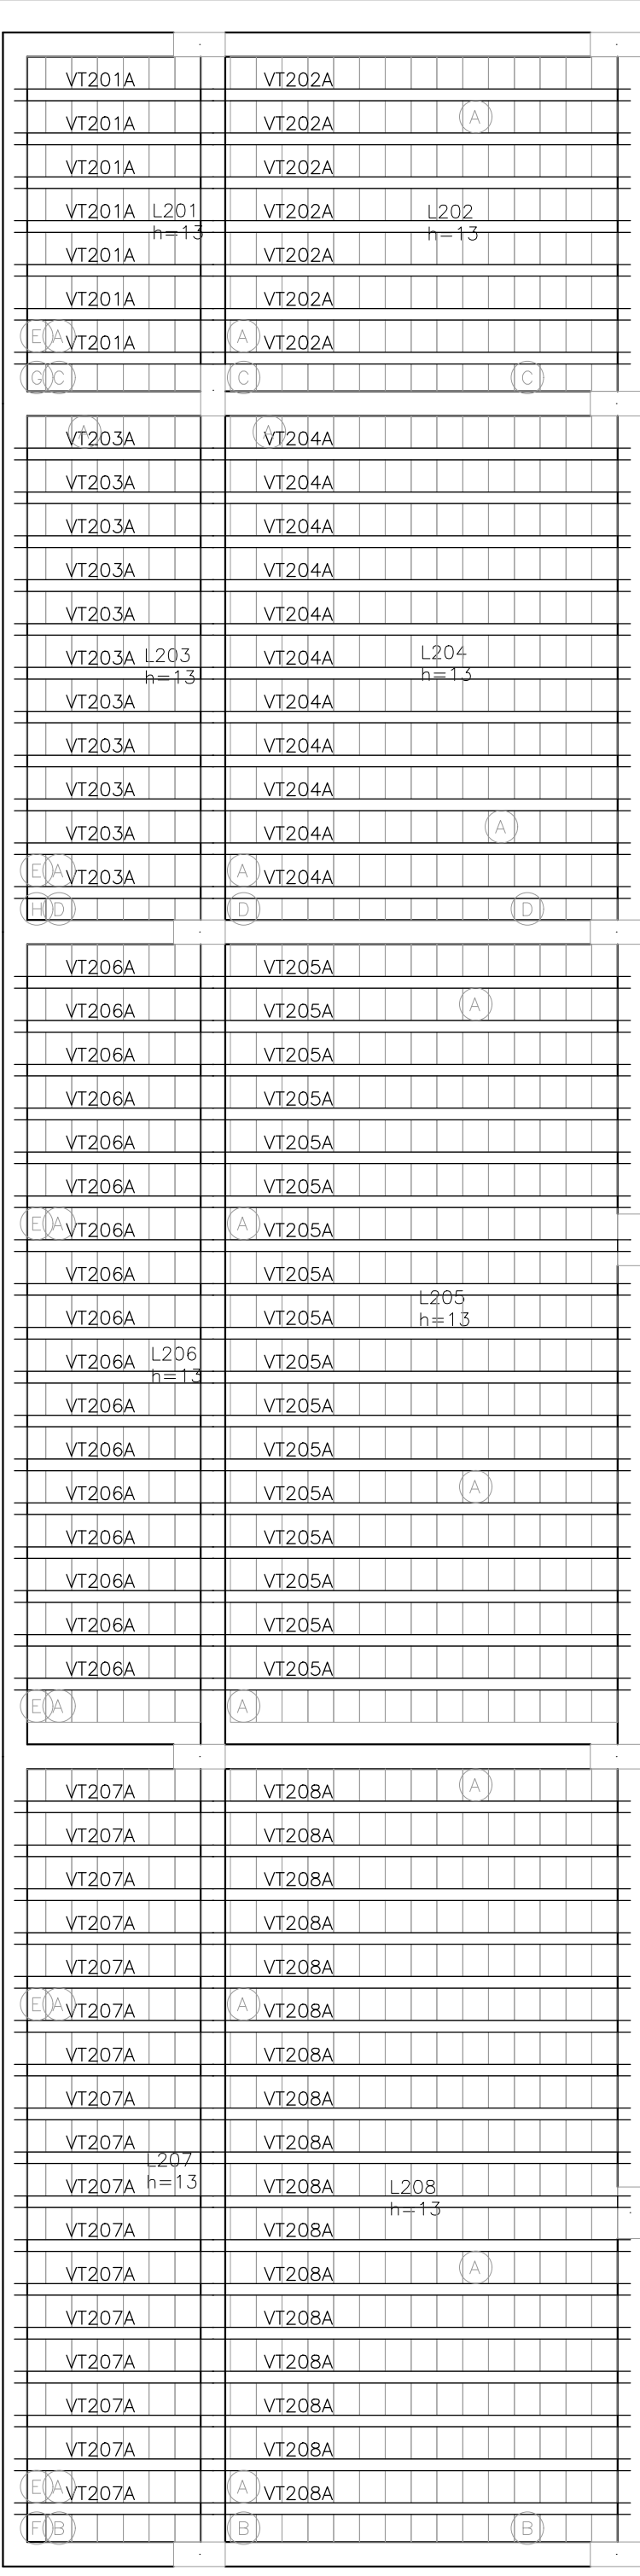 VT201A VT202A
A
VT201A VT202A
VT201A VT202A
VT201A L201 VT202A L202
h=13 h=13
VT201A VT202A
VT201A VT202A
E A VT201A A VT202A
G C C C
A VT203A A VT204A
VT203A VT204A
VT203A VT204A
VT203A VT204A
VT203A VT204A
VT203A L203 VT204A L204
h=13 h=13
VT203A VT204A
VT203A VT204A
VT203A VT204A
VT203A VT204A A
E A VT203A A VT204A
H D D D
VT206A VT205A
VT206A VT205A A
VT206A VT205A
VT206A VT205A
VT206A VT205A
VT206A VT205A
E A VT206A A VT205A
VT206A VT205A
L205
VT206A VT205A h=13
VT206A L206 VT205A
h=13
VT206A VT205A
VT206A VT205A
VT206A VT205A A
VT206A VT205A
VT206A VT205A
VT206A VT205A
VT206A VT205A
E A A
VT207A VT208A A
VT207A VT208A
VT207A VT208A
VT207A VT208A
VT207A VT208A
E A VT207A A VT208A
VT207A VT208A
VT207A VT208A
VT207A VT208A
L207
VT207A h=13 VT208A L208
h=13
VT207A VT208A
VT207A VT208A A
VT207A VT208A
VT207A VT208A
VT207A VT208A
VT207A VT208A
E A VT207A A VT208A
F B B B